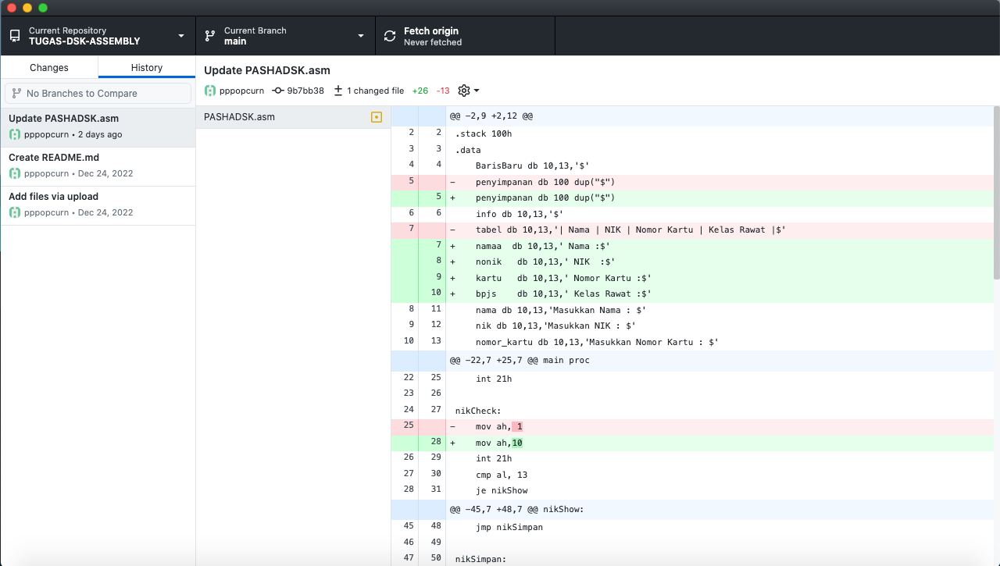 Current Repository
TUGAS-DSK-ASSEMBLY
Current Branch
main
Fetch origin
Never fetched
Changes
History
No Branches to Compare
Update PASHADSK.asm
pppopcurn • 2 days ago
Create README.md
pppopcurn • Dec 24, 2022
Add files via upload
pppopcurn • Dec 24, 2022
Update PASHADSK.asm
pppopcurn 9b7bb38 1 changed file +26 -13
PASHADSK.asm
@@ -2,9 +2,12 @@
2 2 .stack 100h
3 3 .data
4 4 BarisBaru db 10,13,'$'
5 - penyimpanan db 100 dup("$")
5 + penyimpanan db 100 dup("$")
6 6 info db 10,13,'$'
7 - tabel db 10,13,'| Nama | NIK | Nomor Kartu | Kelas Rawat |$'
7 + namaa  db 10,13,' Nama :$'
8 + nonik   db 10,13,' NIK  :$'
9 + kartu   db 10,13,' Nomor Kartu :$'
10 + bpjs    db 10,13,' Kelas Rawat :$'
8 11 nama db 10,13,'Masukkan Nama : $'
9 12 nik db 10,13,'Masukkan NIK : $'
10 13 nomor_kartu db 10,13,'Masukkan Nomor Kartu : $'
@@ -22,7 +25,7 @@ main proc
22 25 int 21h
23 26
24 27 nikCheck:
25 - mov ah, 1
28 + mov ah,10
26 29 int 21h
27 30 cmp al, 13
28 31 je nikShow
@@ -45,7 +48,7 @@ nikShow:
45 48 jmp nikSimpan
46 49
47 50 nikSimpan: